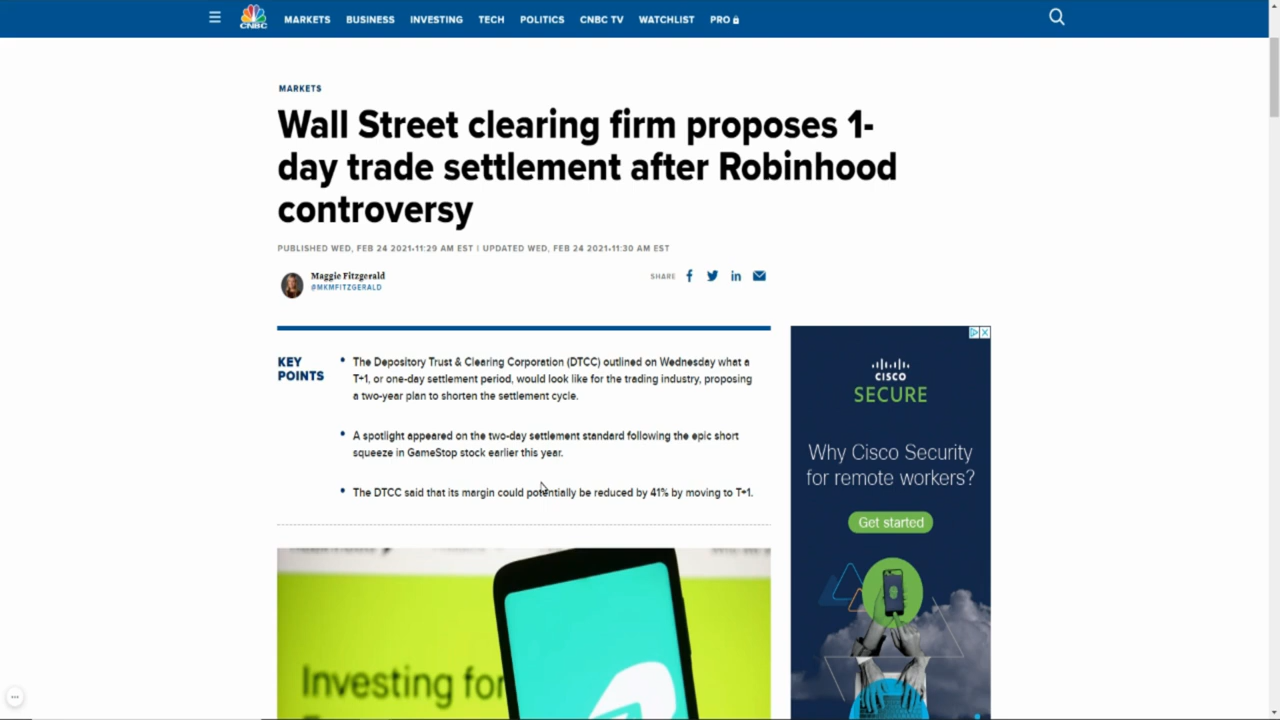 MARKETS BUSINESS INVESTING TECH POLITICS CNBC TV WATCHLIST PRO
CNBC
MARKETS
Wall Street clearing firm proposes 1-
day trade settlement after Robinhood
controversy
PUBLISHED WED, FEB 24 2021•11:29 AM EST | UPDATED WED, FEB 24 2021•11:30 AM EST
Maggie Fitzgerald
@MKMFITZGERALD
SHARE
KEY
POINTS
• The Depository Trust & Clearing Corporation (DTCC) outlined on Wednesday what a
T+1, or one-day settlement period, would look like for the trading industry, proposing
a two-year plan to shorten the settlement cycle.
• A spotlight appeared on the two-day settlement standard following the epic short
squeeze in GameStop stock earlier this year.
• The DTCC said that its margin could potentially be reduced by 41% by moving to T+1.
CISCO
SECURE
Why Cisco Security
for remote workers?
Get started
Investing for